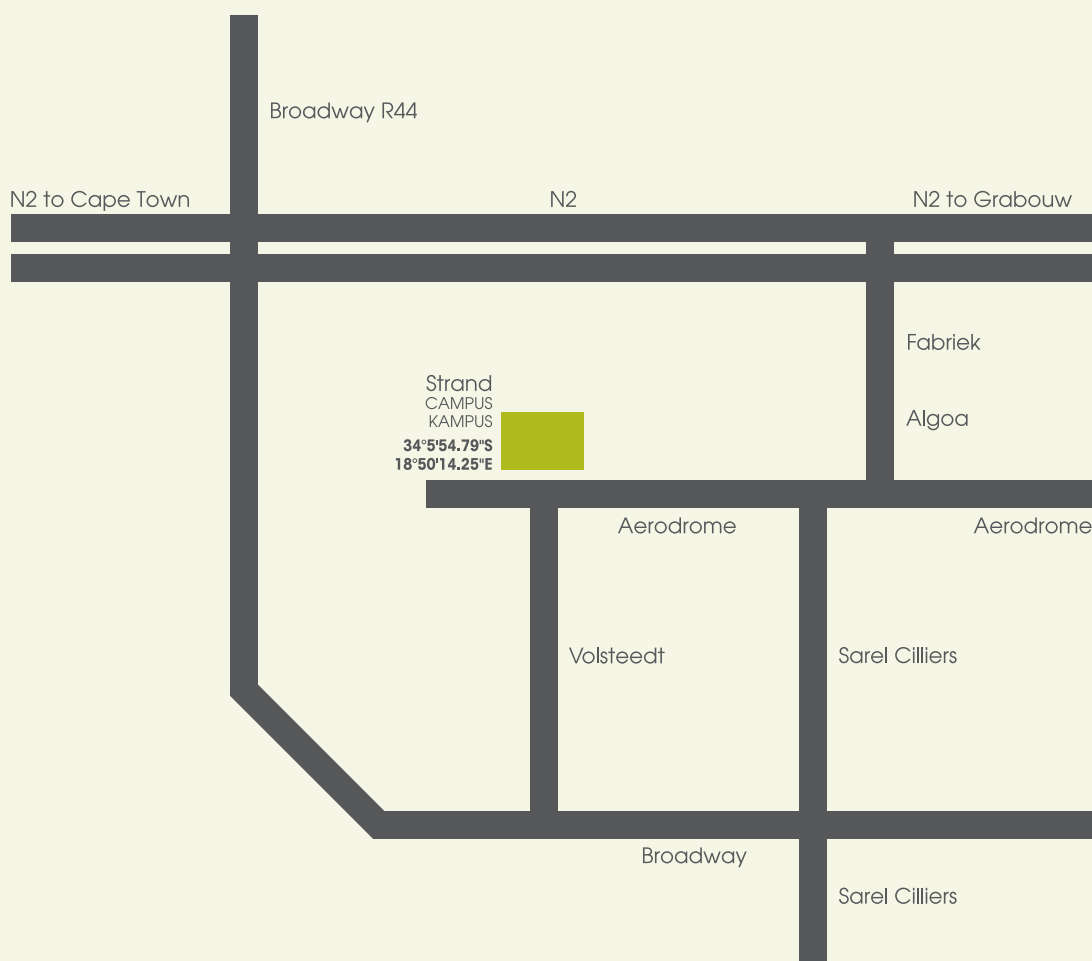 Broadway R44
N2 to Cape Town
N2
N2 to Grabouw
Fabriek
Strand
CAMPUS
KAMPUS
34°5'54.79"S
18°50'14.25"E
Algoa
Aerodrome
Aerodrome
Volsteedt
Sarel Cilliers
Broadway
Sarel Cilliers